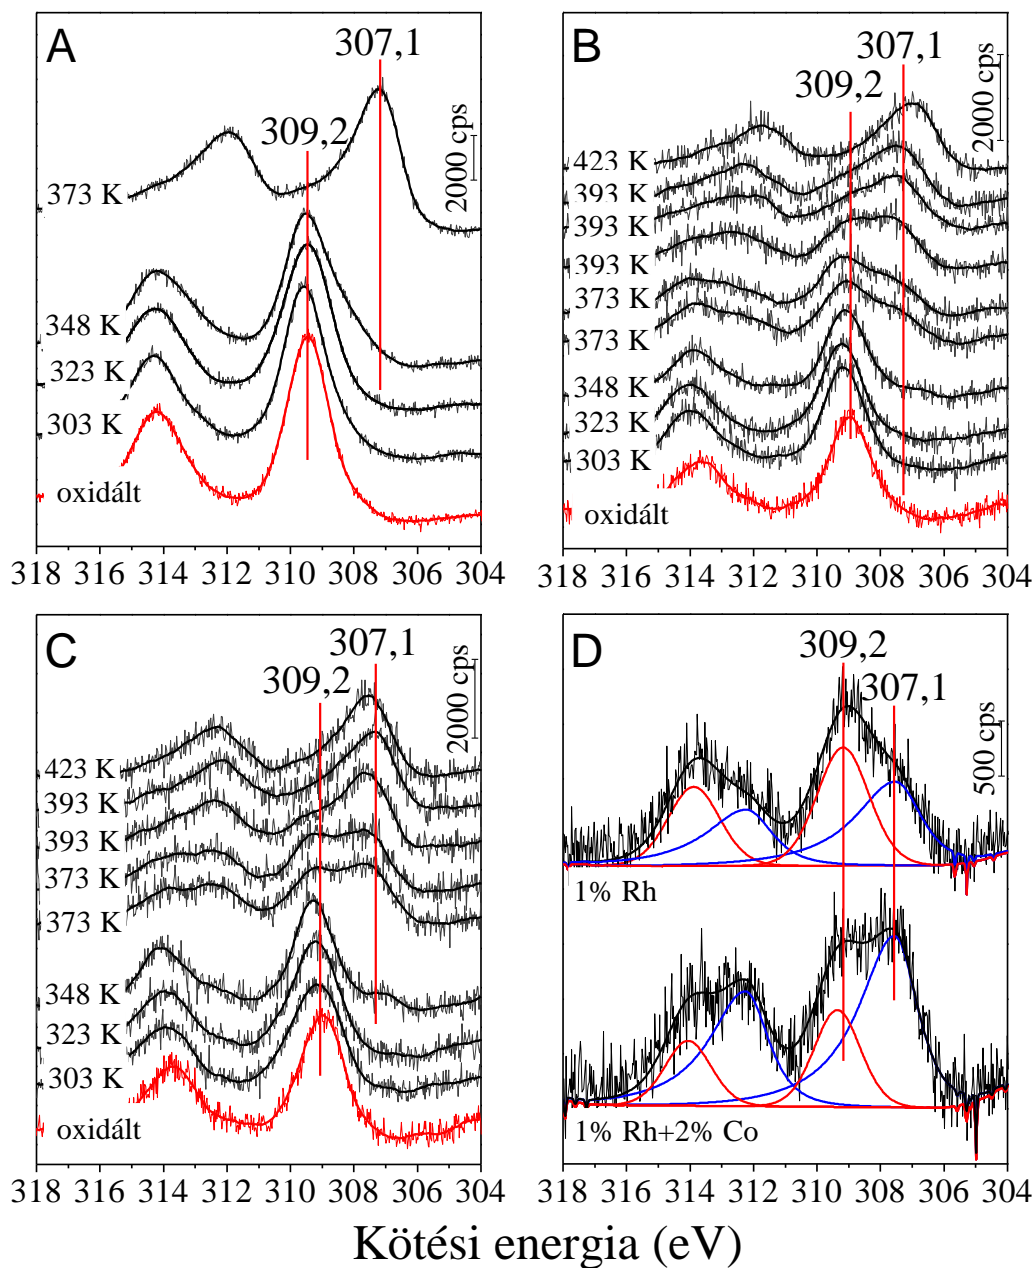 A
307,1
309,2
2000 cps
373 K
348 K
323 K
303 K
oxidált
318 316 314 312 310 308 306 304
B
307,1
309,2
2000 cps
423 K
393 K
393 K
393 K
373 K
373 K
348 K
323 K
303 K
oxidált
318 316 314 312 310 308 306 304
C
307,1
309,2
2000 cps
423 K
393 K
393 K
373 K
373 K
348 K
323 K
303 K
oxidált
318 316 314 312 310 308 306 304
D
309,2
307,1
500 cps
1% Rh
1% Rh+2% Co
318 316 314 312 310 308 306 304
Kötési energia (eV)